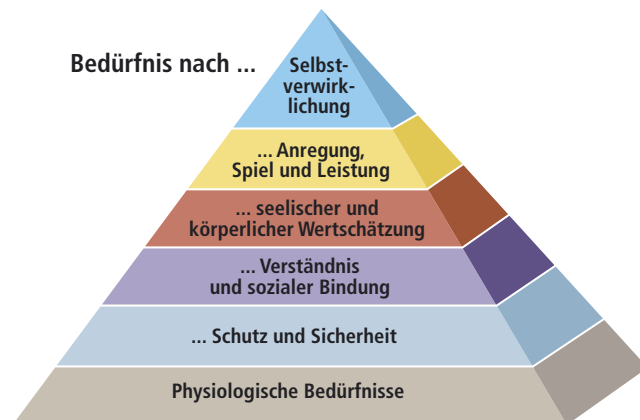 Bedürfnis nach ...
Selbst-
verwirk-
lichung
... Anregung,
Spiel und Leistung
... seelischer und
körperlicher Wertschätzung
... Verständnis
und sozialer Bindung
... Schutz und Sicherheit
Physiologische Bedürfnisse